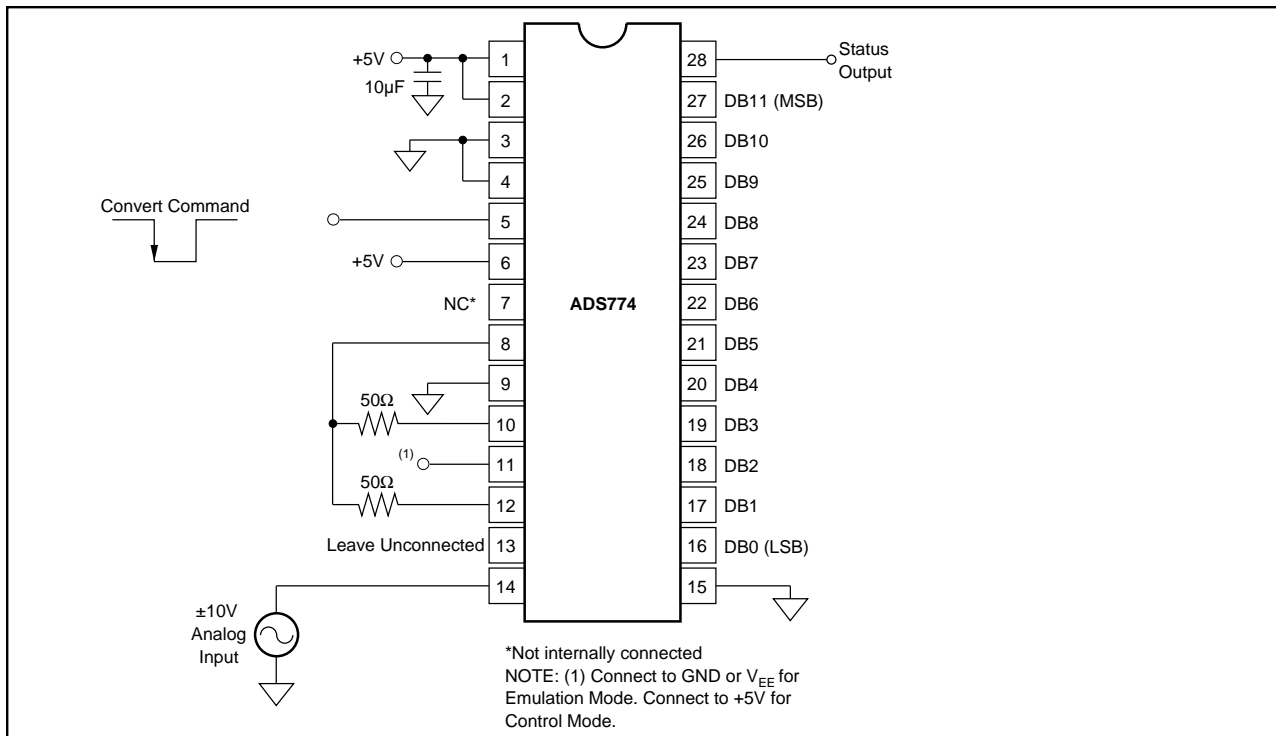 +5V
10µF
1
2
3
4
Convert Command
5
+5V
6
NC*
7
8
9
50Ω
10
(1)
11
50Ω
12
Leave Unconnected
13
14
±10V
Analog
Input
ADS774
28
Status
Output
27 DB11 (MSB)
26 DB10
25 DB9
24 DB8
23 DB7
22 DB6
21 DB5
20 DB4
19 DB3
18 DB2
17 DB1
16 DB0 (LSB)
15
*Not internally connected
NOTE: (1) Connect to GND or VEE for
Emulation Mode. Connect to +5V for
Control Mode.